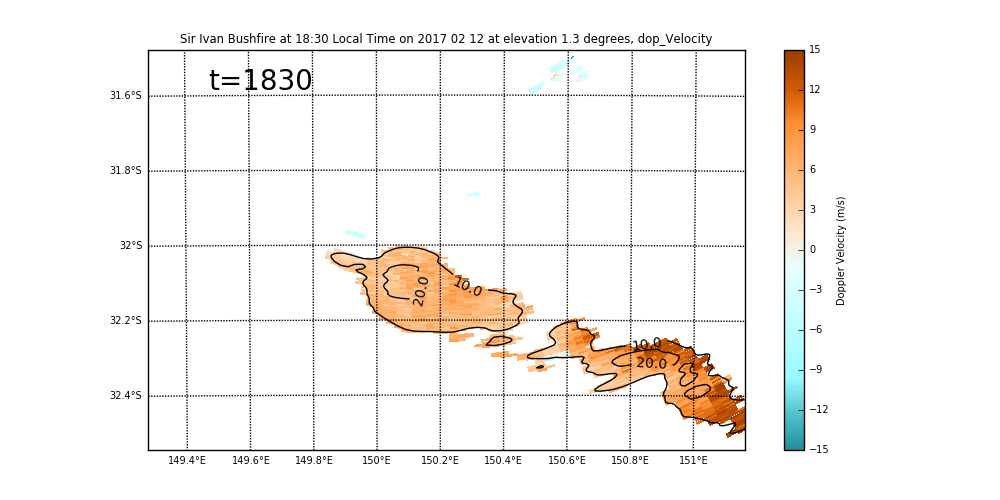 Sir Ivan Bushfire at 18:30 Local Time on 2017 02 12 at elevation 1.3 degrees, dop_Velocity
t=1830
31.6°S
31.8°S
32°S
32.2°S
32.4°S
149.4°E 149.6°E 149.8°E 150°E 150.2°E 150.4°E 150.6°E 150.8°E 151°E
20.0
10.0
10.0
20.0
15
12
9
6
3
0
−3
−6
−9
−12
−15
Doppler Velocity (m/s)